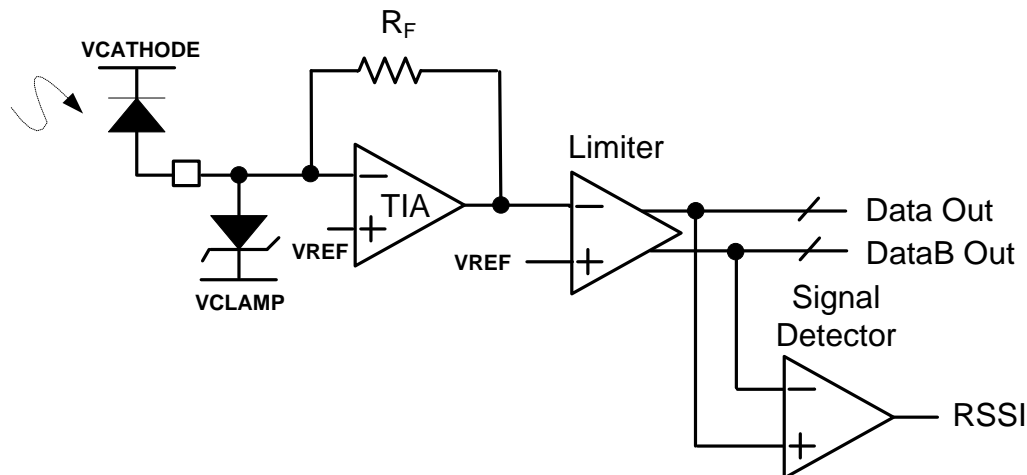 R_F
VCATHODE
Limiter
TIA
VREF
VREF
VCLAMP
Data Out
DataB Out
Signal
Detector
RSSI